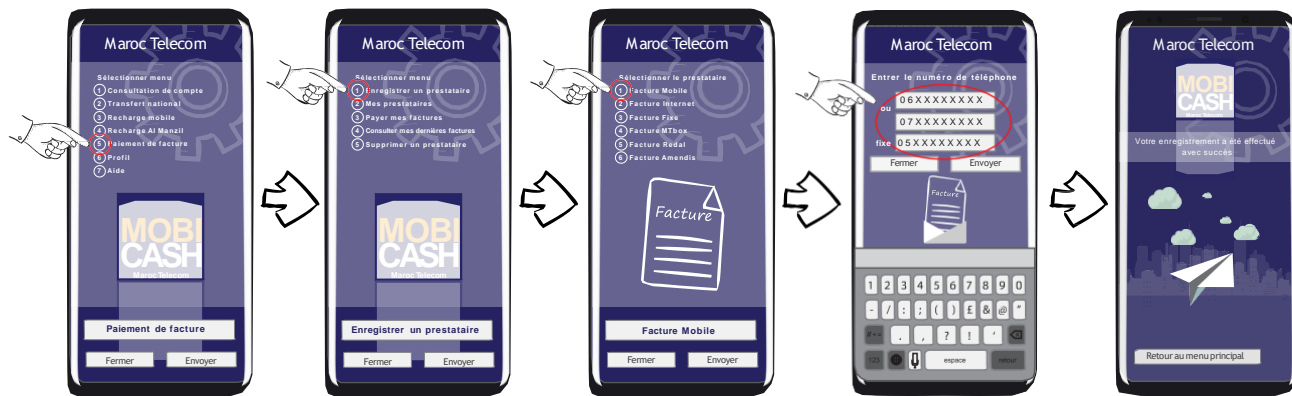 Maroc Telecom
Sélectionner menu
1 Consultation de compte
2 Transfert national
3 Recharge mobile
4 Recharge Al Manzil
5 Paiement de facture
6 Profil
7 Aide
MOBI
CASH
Maroc Telecom
Paiement de facture
Fermer
Envoyer
Maroc Telecom
Sélectionner menu
1 Enregistrer un prestataire
2 Mes prestataires
3 Payer mes factures
4 Consulter mes dernières factures
5 Supprimer un prestataire
MOBI
CASH
Maroc Telecom
Enregistrer un prestataire
Fermer
Envoyer
Maroc Telecom
Sélectionner le prestataire
1 Facture Mobile
2 Facture Internet
3 Facture Fixe
4 Facture MTbox
5 Facture Redal
6 Facture Amendis
Facture
Facture Mobile
Fermer
Envoyer
Maroc Telecom
Entrer le numéro de téléphone
06XXXXXXXX
ou
07XXXXXXXX
fixe 05XXXXXXXX
Fermer
Envoyer
Facture
1 2 3 4 5 6 7 8 9 0
- / : ; ( ) £ & @ "
#+= . , ? ! '
123 espace retour
Maroc Telecom
MOBI
CASH
Maroc Telecom
Votre enregistrement a été effectué
avec succés
Retour au menu principal